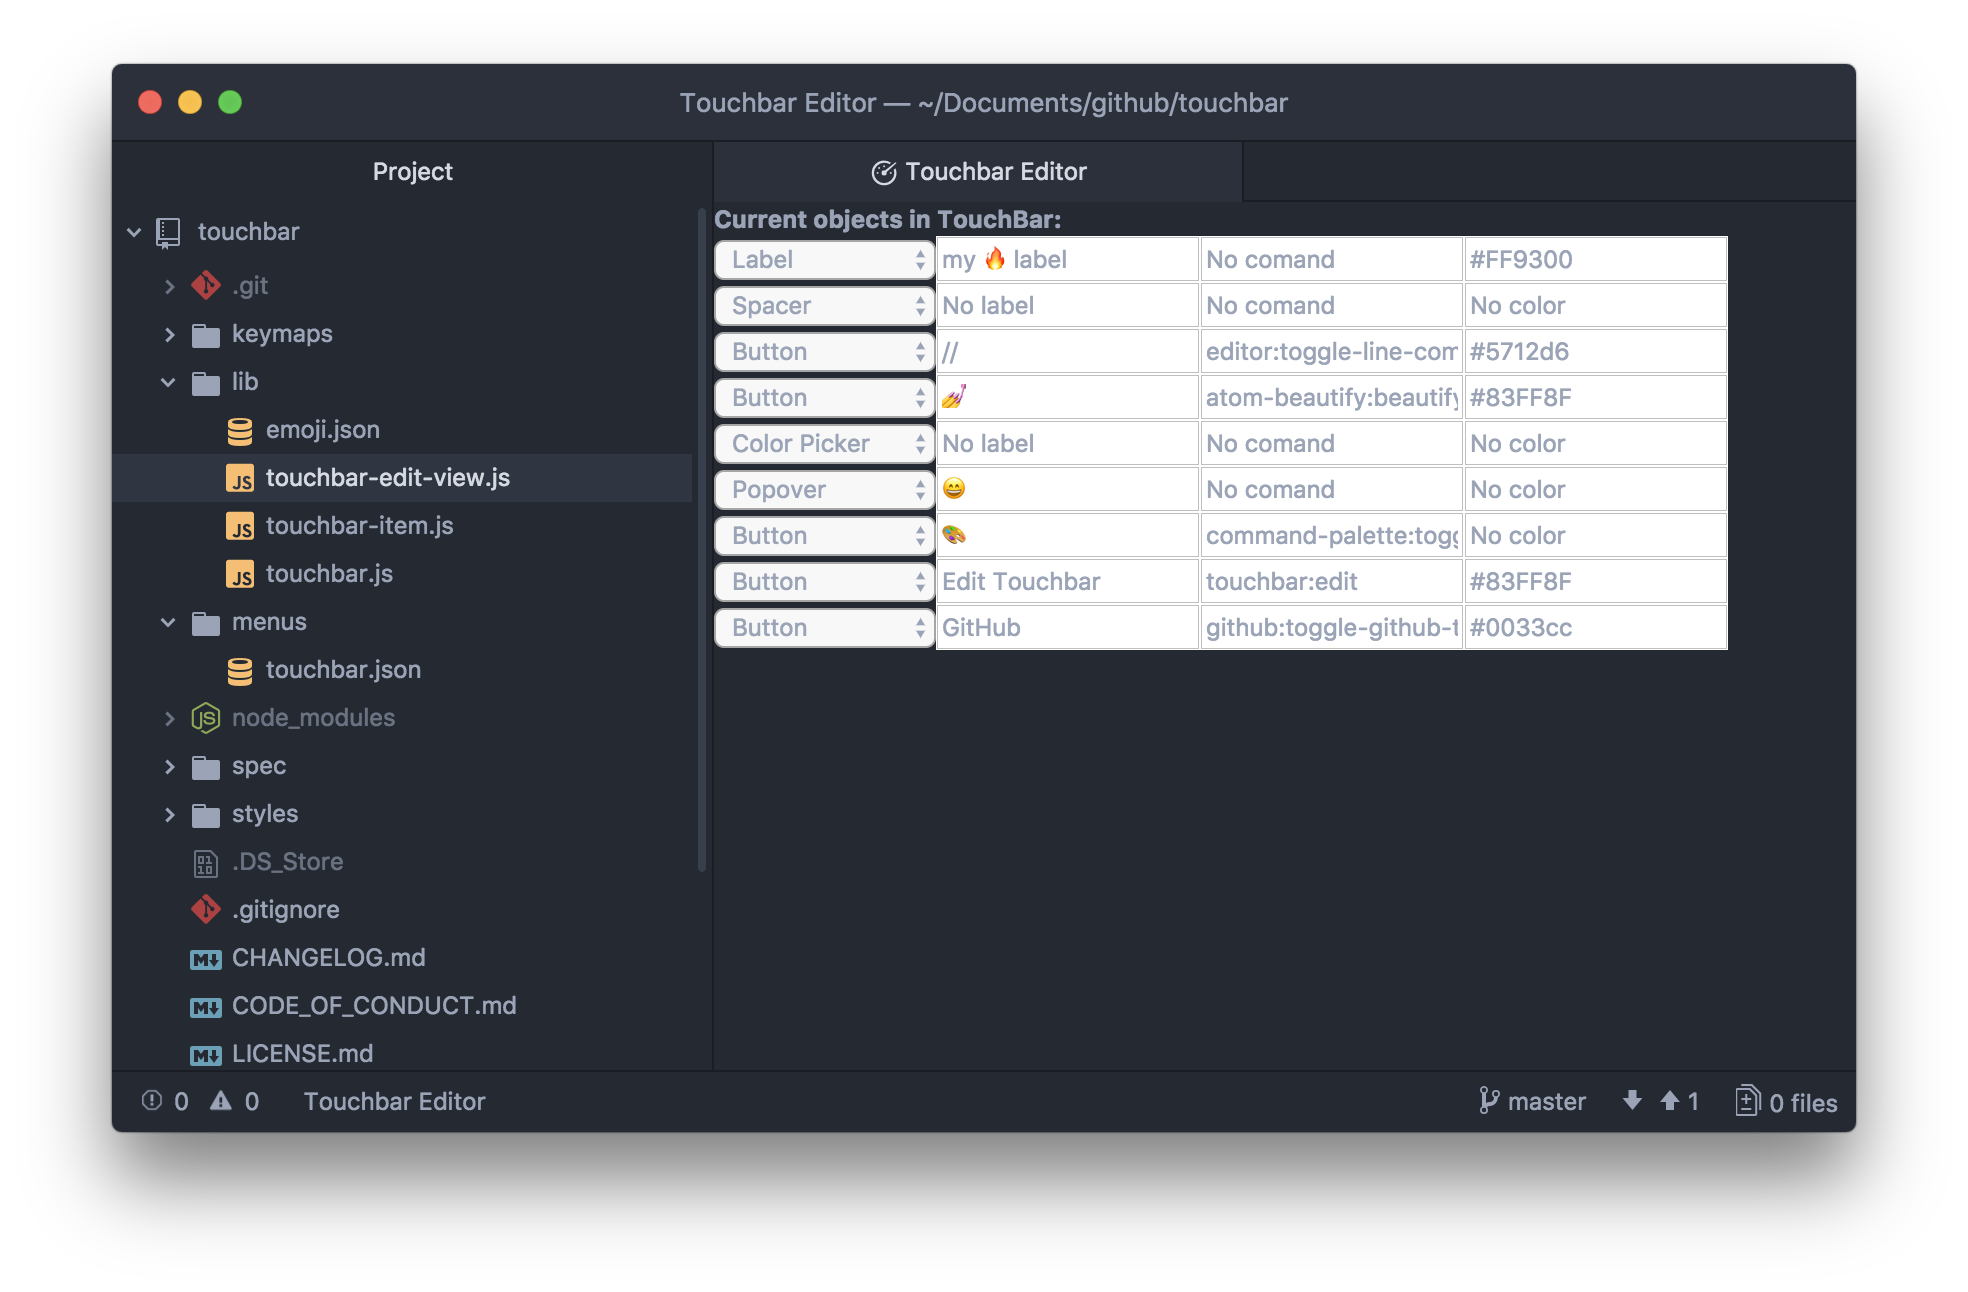 Touchbar Editor — ~/Documents/github/touchbar
Project
touchbar
.git
keymaps
lib
emoji.json
touchbar-edit-view.js
touchbar-item.js
touchbar.js
menus
touchbar.json
node_modules
spec
styles
.DS_Store
.gitignore
CHANGELOG.md
CODE_OF_CONDUCT.md
LICENSE.md
Touchbar Editor
Current objects in TouchBar:
Label my 🔥 label No comand #FF9300
Spacer No label No comand No color
Button // editor:toggle-line-com #5712d6
Button 💅 atom-beautify:beautify #83FF8F
Color Picker No label No comand No color
Popover 😄 No comand No color
Button 🎨 command-palette:togg No color
Button Edit Touchbar touchbar:edit #83FF8F
Button GitHub github:toggle-github-t #0033cc
0 0 Touchbar Editor master 1 0 files